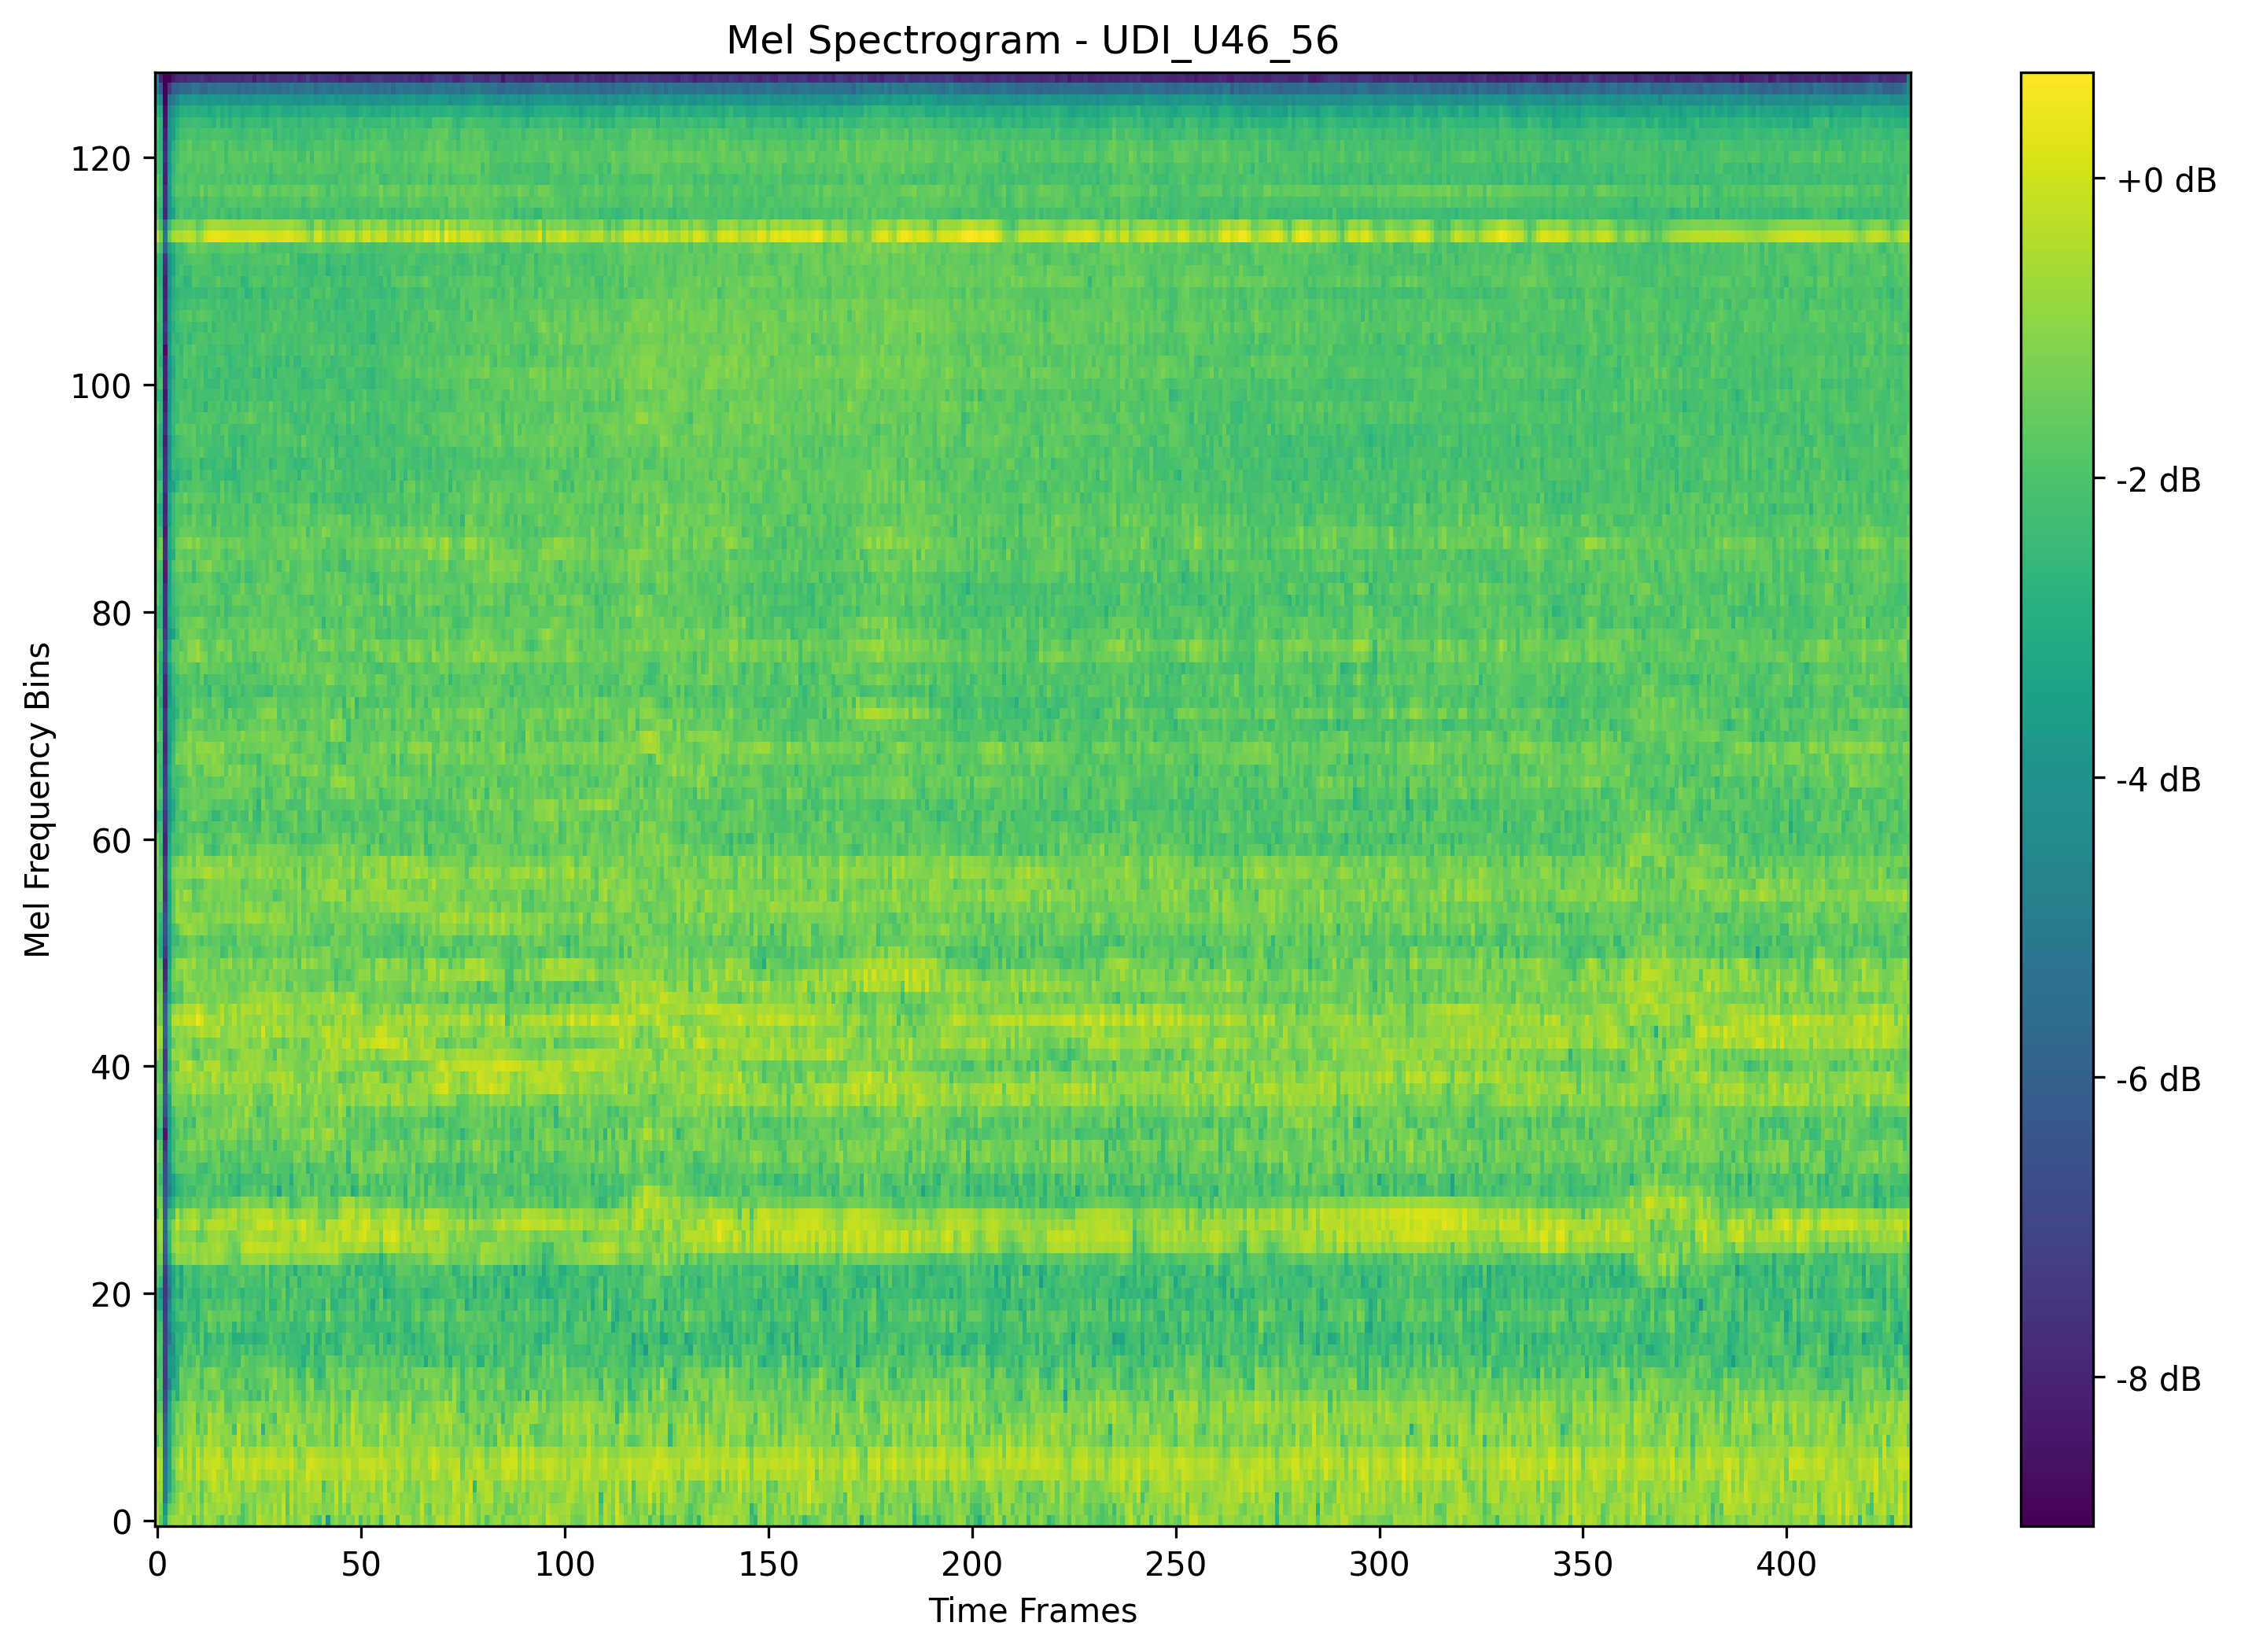 Mel Spectrogram - UDI_U46_56
Mel Frequency Bins
120
100
80
60
40
20
0
0 50 100 150 200 250 300 350 400
Time Frames
+0 dB
-2 dB
-4 dB
-6 dB
-8 dB